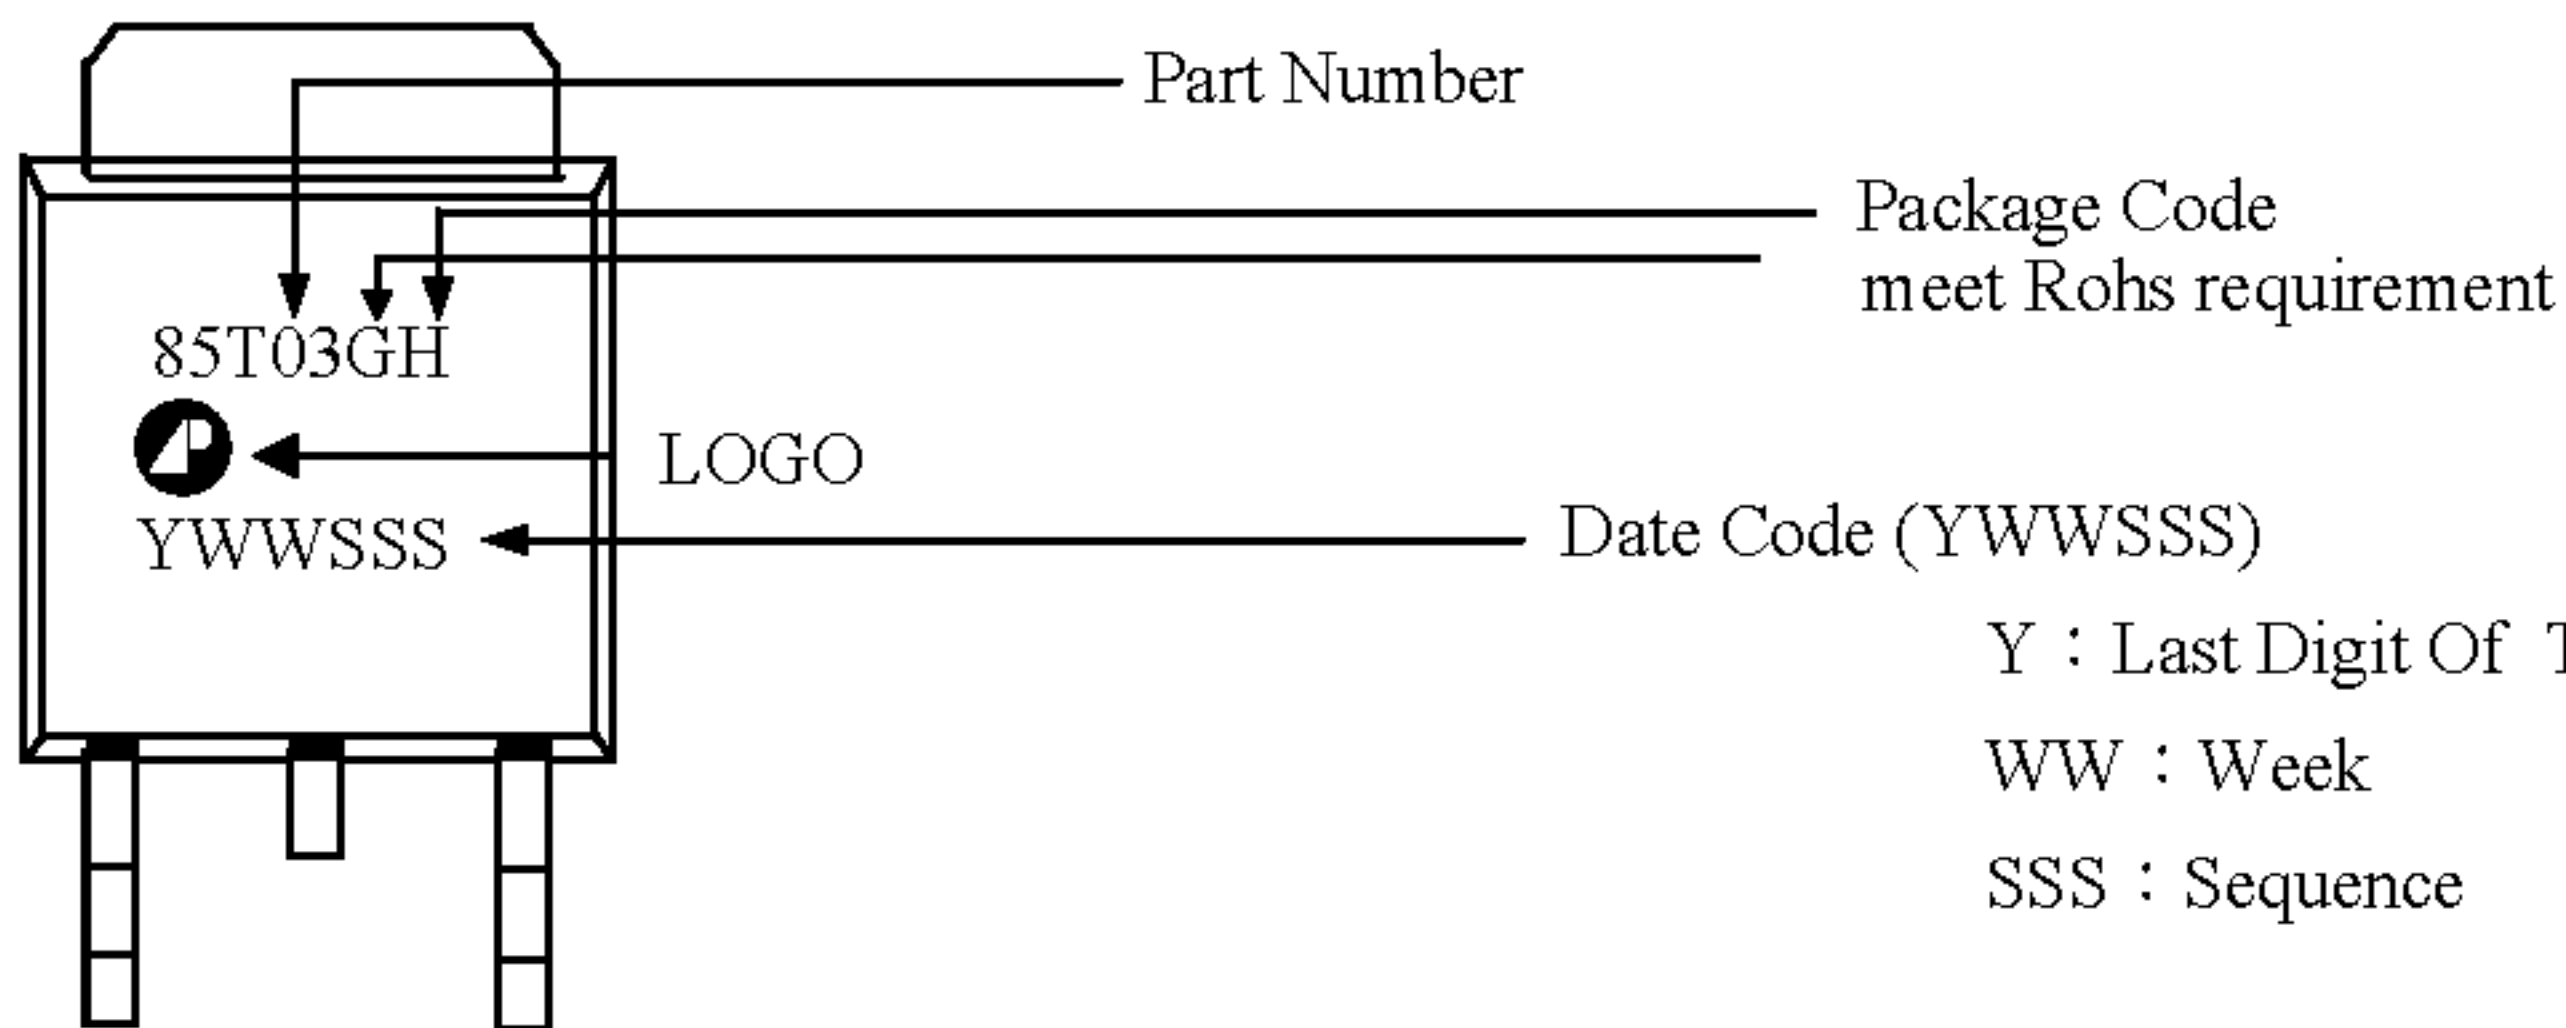 Part Number
Package Code
meet Rohs requirement
85T03GH
LOGO
YWWSSS
Date Code (YWWSSS)
Y：Last Digit Of
WW：Week
SSS：Sequence